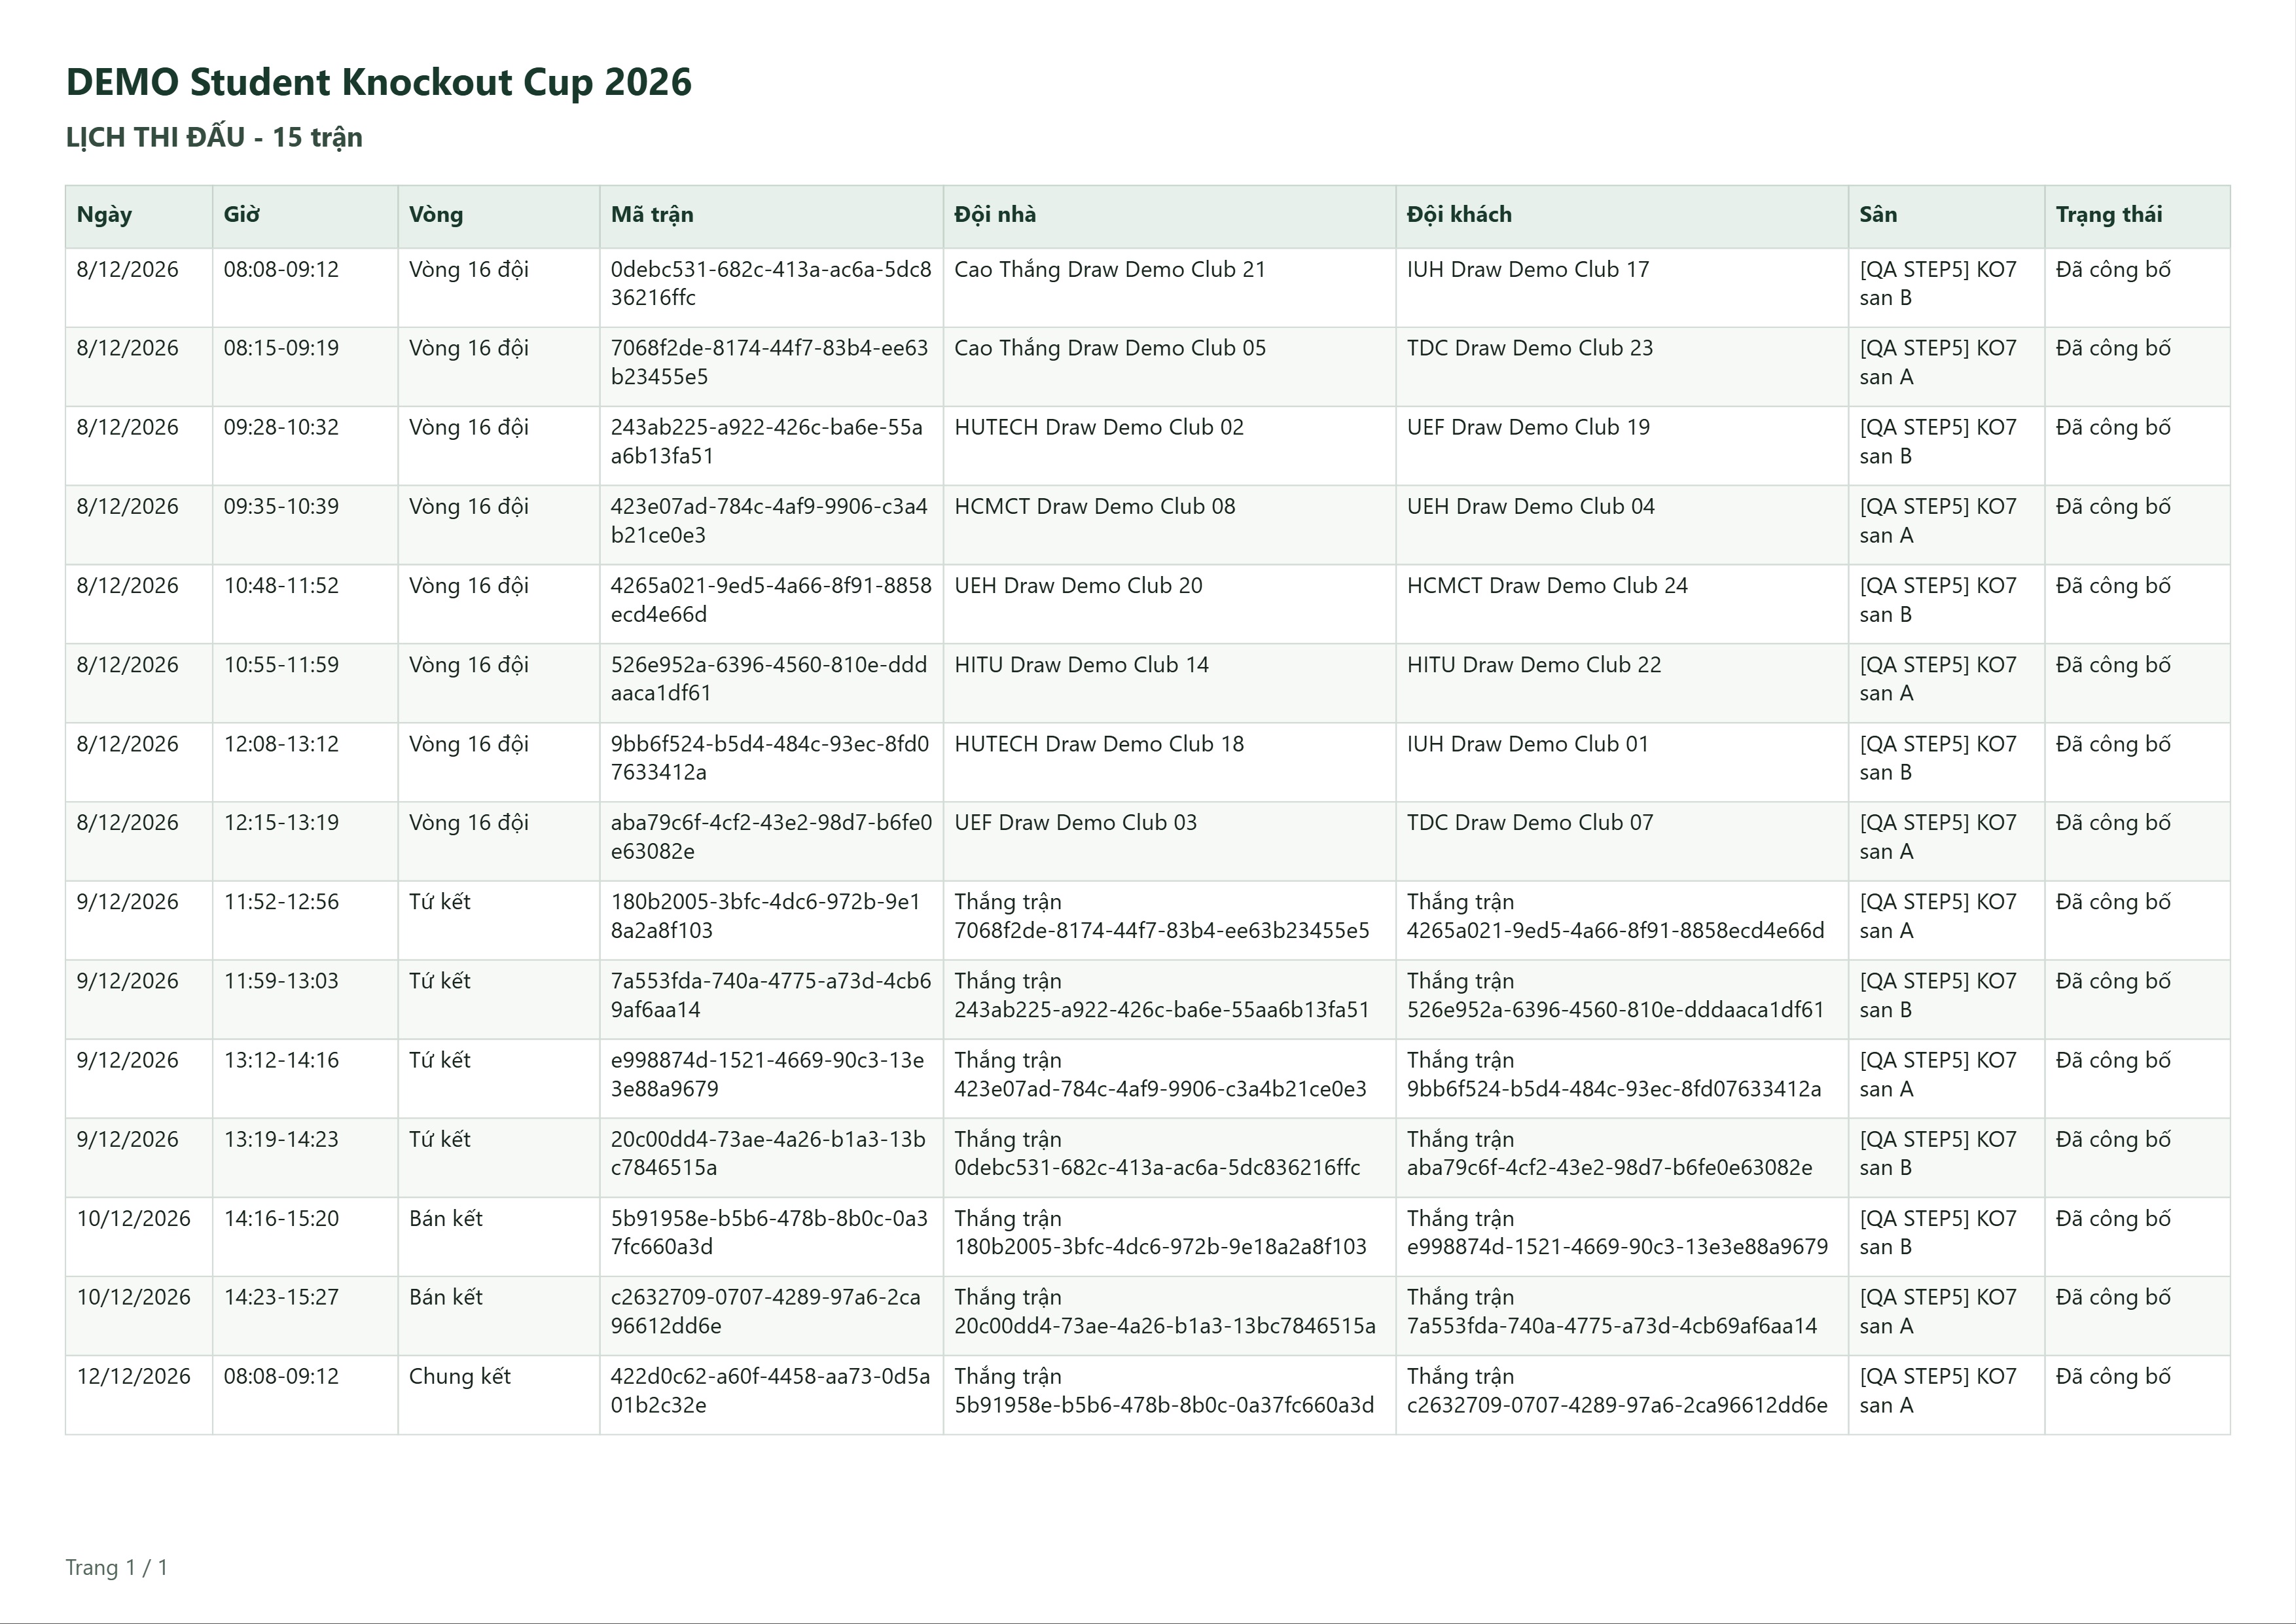 DEMO Student Knockout Cup 2026
LỊCH THI ĐẤU - 15 trận
Ngày Giờ Vòng Mã trận Đội nhà Đội khách Sân Trạng thái
8/12/2026 08:08-09:12 Vòng 16 đội 0debc531-682c-413a-ac6a-5dc8 Cao Thắng Draw Demo Club 21 IUH Draw Demo Club 17 [QA STEP5] KO7 Đã công bố
36216ffc san B
8/12/2026 08:15-09:19 Vòng 16 đội 7068f2de-8174-44f7-83b4-ee63 Cao Thắng Draw Demo Club 05 TDC Draw Demo Club 23 [QA STEP5] KO7 Đã công bố
b23455e5 san A
8/12/2026 09:28-10:32 Vòng 16 đội 243ab225-a922-426c-ba6e-55a HUTECH Draw Demo Club 02 UEF Draw Demo Club 19 [QA STEP5] KO7 Đã công bố
a6b13fa51 san B
8/12/2026 09:35-10:39 Vòng 16 đội 423e07ad-784c-4af9-9906-c3a4 HCMCT Draw Demo Club 08 UEH Draw Demo Club 04 [QA STEP5] KO7 Đã công bố
b21ce0e3 san A
8/12/2026 10:48-11:52 Vòng 16 đội 4265a021-9ed5-4a66-8f91-8858 UEH Draw Demo Club 20 HCMCT Draw Demo Club 24 [QA STEP5] KO7 Đã công bố
ecd4e66d san B
8/12/2026 10:55-11:59 Vòng 16 đội 526e952a-6396-4560-810e-ddd HITU Draw Demo Club 14 HITU Draw Demo Club 22 [QA STEP5] KO7 Đã công bố
aaca1df61 san A
8/12/2026 12:08-13:12 Vòng 16 đội 9bb6f524-b5d4-484c-93ec-8fd0 HUTECH Draw Demo Club 18 IUH Draw Demo Club 01 [QA STEP5] KO7 Đã công bố
7633412a san B
8/12/2026 12:15-13:19 Vòng 16 đội aba79c6f-4cf2-43e2-98d7-b6fe0 UEF Draw Demo Club 03 TDC Draw Demo Club 07 [QA STEP5] KO7 Đã công bố
e63082e san A
9/12/2026 11:52-12:56 Tứ kết 180b2005-3bfc-4dc6-972b-9e1 Thắng trận Thắng trận [QA STEP5] KO7 Đã công bố
8a2a8f103 7068f2de-8174-44f7-83b4-ee63b23455e5 4265a021-9ed5-4a66-8f91-8858ecd4e66d san A
9/12/2026 11:59-13:03 Tứ kết 7a553fda-740a-4775-a73d-4cb6 Thắng trận Thắng trận [QA STEP5] KO7 Đã công bố
9af6aa14 243ab225-a922-426c-ba6e-55aa6b13fa51 526e952a-6396-4560-810e-dddaaca1df61 san B
9/12/2026 13:12-14:16 Tứ kết e998874d-1521-4669-90c3-13e Thắng trận Thắng trận [QA STEP5] KO7 Đã công bố
3e88a9679 423e07ad-784c-4af9-9906-c3a4b21ce0e3 9bb6f524-b5d4-484c-93ec-8fd07633412a san A
9/12/2026 13:19-14:23 Tứ kết 20c00dd4-73ae-4a26-b1a3-13b Thắng trận Thắng trận [QA STEP5] KO7 Đã công bố
c7846515a 0debc531-682c-413a-ac6a-5dc836216ffc aba79c6f-4cf2-43e2-98d7-b6fe0e63082e san B
10/12/2026 14:16-15:20 Bán kết 5b91958e-b5b6-478b-8b0c-0a3 Thắng trận Thắng trận [QA STEP5] KO7 Đã công bố
7fc660a3d 180b2005-3bfc-4dc6-972b-9e18a2a8f103 e998874d-1521-4669-90c3-13e3e88a9679 san B
10/12/2026 14:23-15:27 Bán kết c2632709-0707-4289-97a6-2ca Thắng trận Thắng trận [QA STEP5] KO7 Đã công bố
96612dd6e 20c00dd4-73ae-4a26-b1a3-13bc7846515a 7a553fda-740a-4775-a73d-4cb69af6aa14 san A
12/12/2026 08:08-09:12 Chung kết 422d0c62-a60f-4458-aa73-0d5a Thắng trận Thắng trận [QA STEP5] KO7 Đã công bố
01b2c32e 5b91958e-b5b6-478b-8b0c-0a37fc660a3d c2632709-0707-4289-97a6-2ca96612dd6e san A
Trang 1 / 1